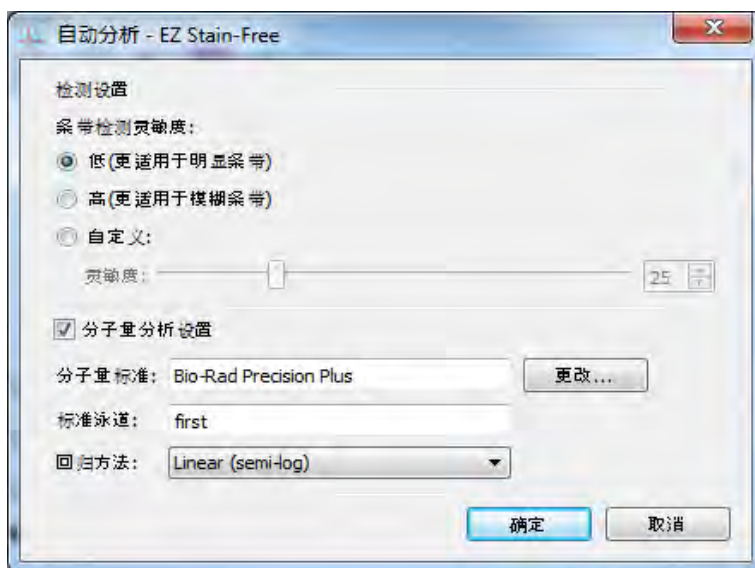 自动分析 - EZ Stain-Free
检测设置
条带检测灵敏度:
低(更适用于明显条带)
高(更适用于模糊条带)
自定义:
灵敏度: 25
分子量分析设置
分子量标准: Bio-Rad Precision Plus 更改...
标准泳道: first
回归方法: Linear (semi-log)
确定 取消